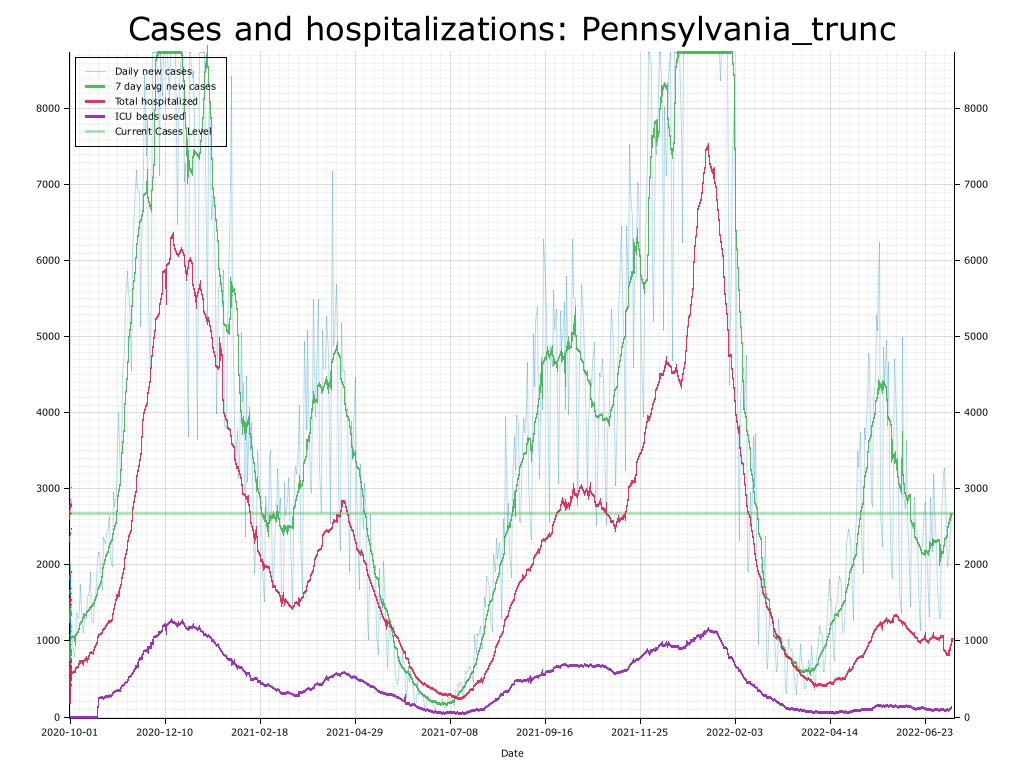 Cases and hospitalizations: Pennsylvania_trunc
Daily new cases
7 day avg new cases
Total hospitalized
ICU beds used
Current Cases Level
8000 8000
7000 7000
6000 6000
5000 5000
4000 4000
3000 3000
2000 2000
1000 1000
0 0
2020-10-01 2020-12-10 2021-02-18 2021-04-29 2021-07-08 2021-09-16 2021-11-25 2022-02-03 2022-04-14 2022-06-23
Date